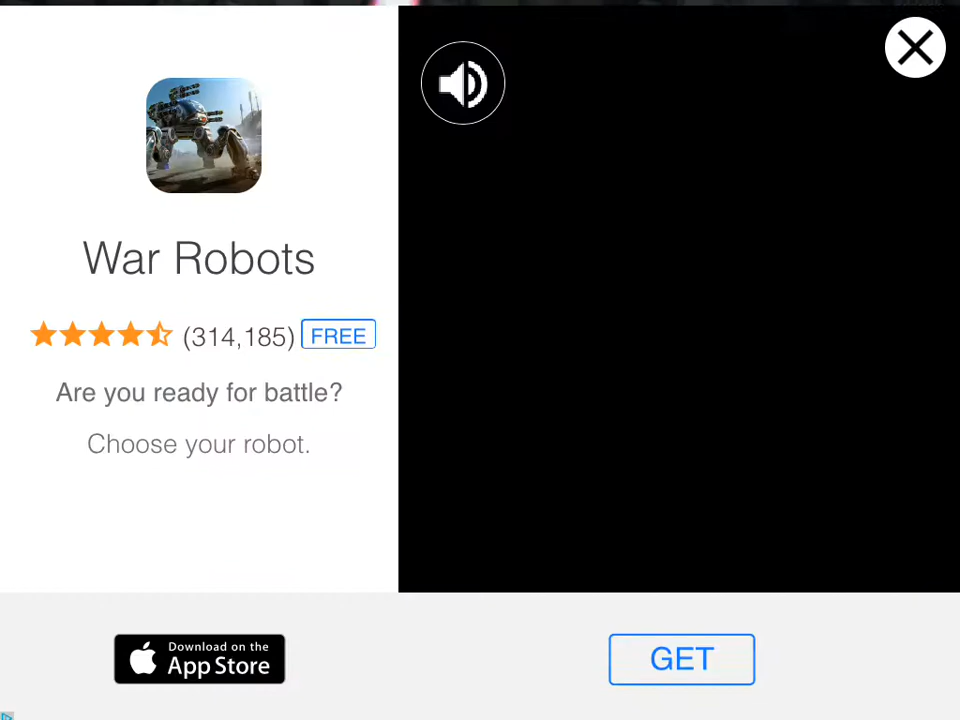 War Robots
(314,185) FREE
Are you ready for battle?
Choose your robot.
Download on the
App Store
GET